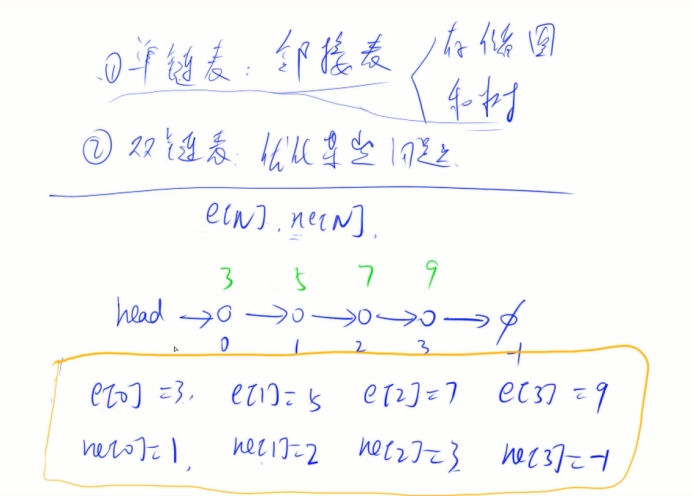 ① 单链表：邻接表 存储图
和树
② 双链表：优化某些问题
e[N], ne[N].
3 5 7 9
head →o→o→o→o→∅
0 1 2 3 -1
e[0]=3, e[1]=5 e[2]=7 e[3]=9
ne[0]=1, ne[1]=2 ne[2]=3 ne[3]=-1